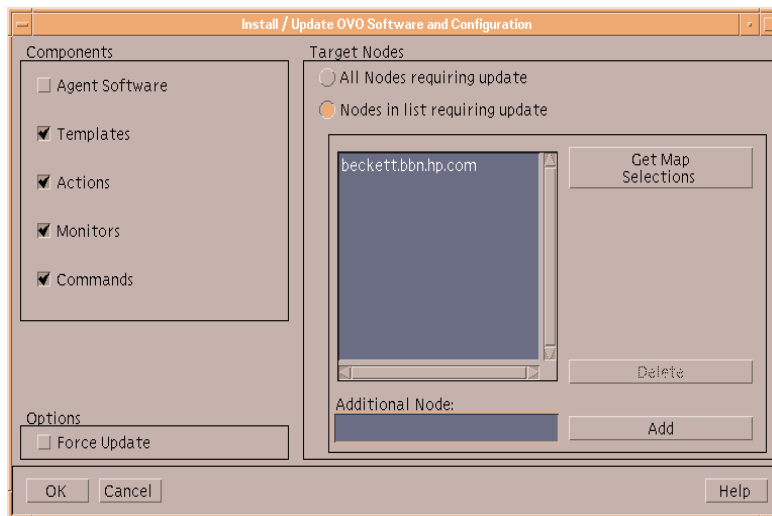 Install / Update OVO Software and Configuration
Components
Agent Software
Templates
Actions
Monitors
Commands
Options
Force Update
Target Nodes
All Nodes requiring update
Nodes in list requiring update
beckett.bbn.hp.com
Get Map
Selections
Delete
Additional Node:
Add
OK
Cancel
Help